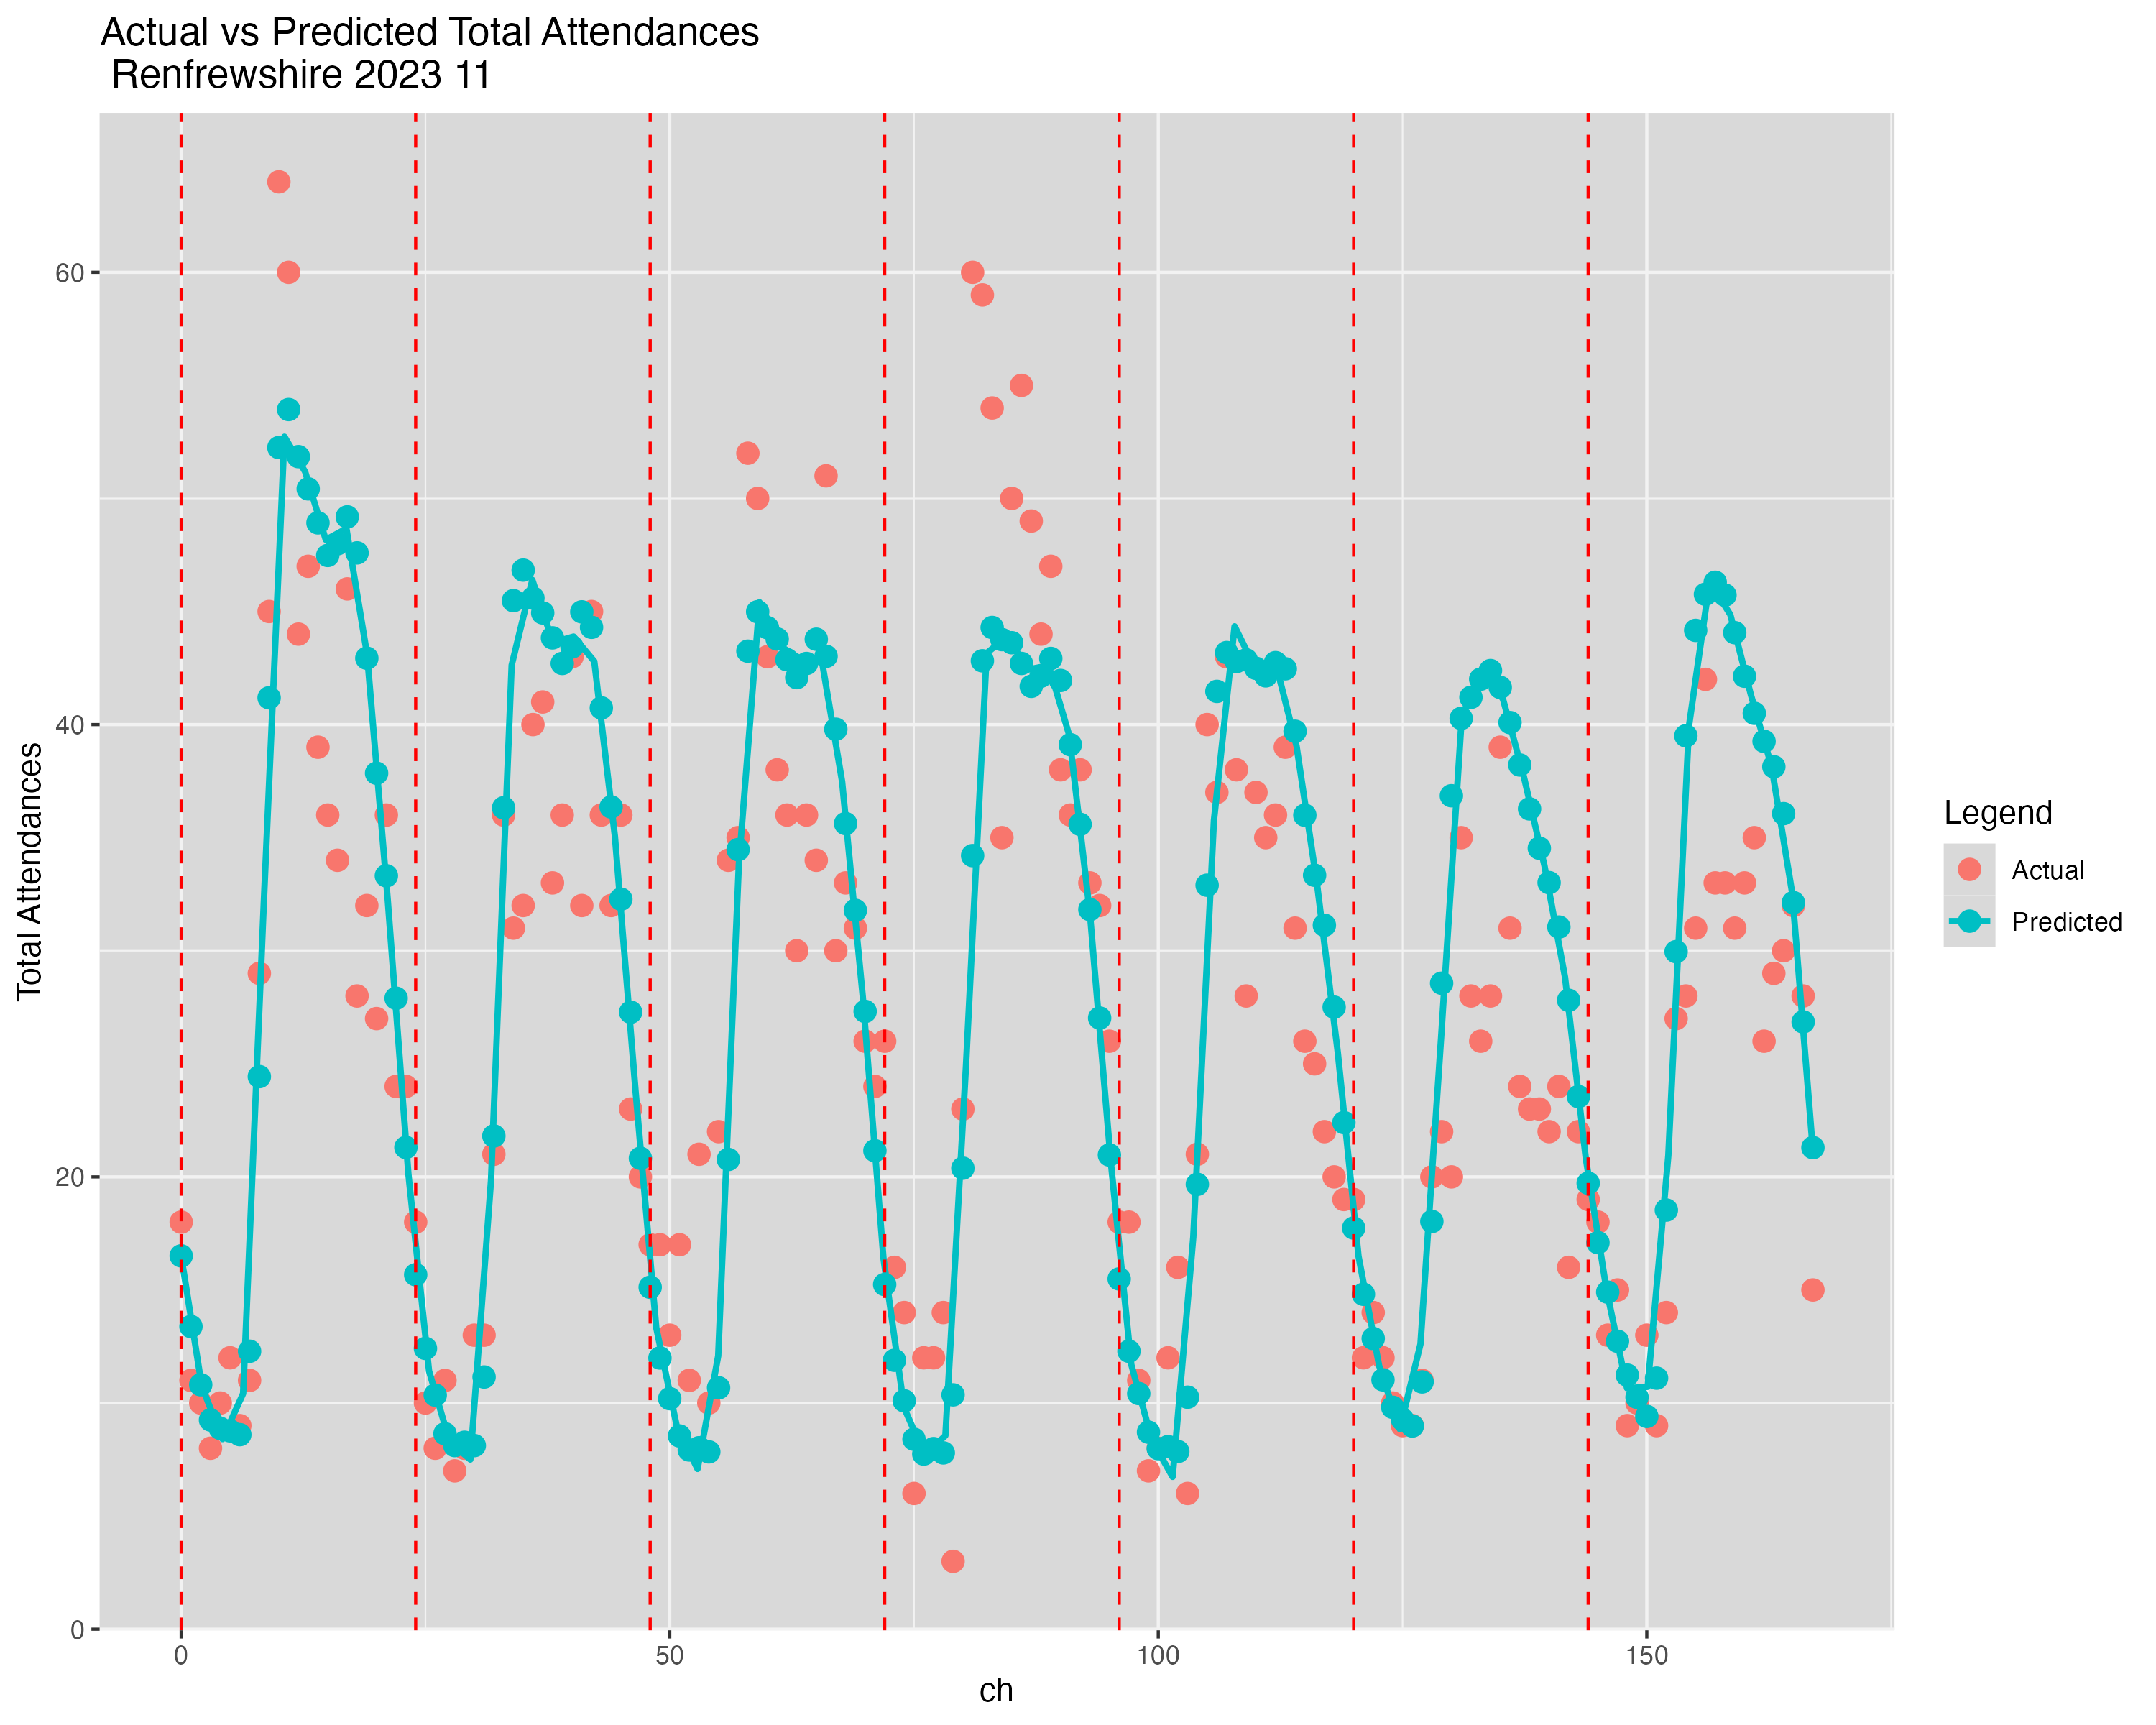 Actual vs Predicted Total Attendances
Renfrewshire 2023 11
Total Attendances
60
40
20
0
0 50 100 150
ch
Legend
Actual
Predicted